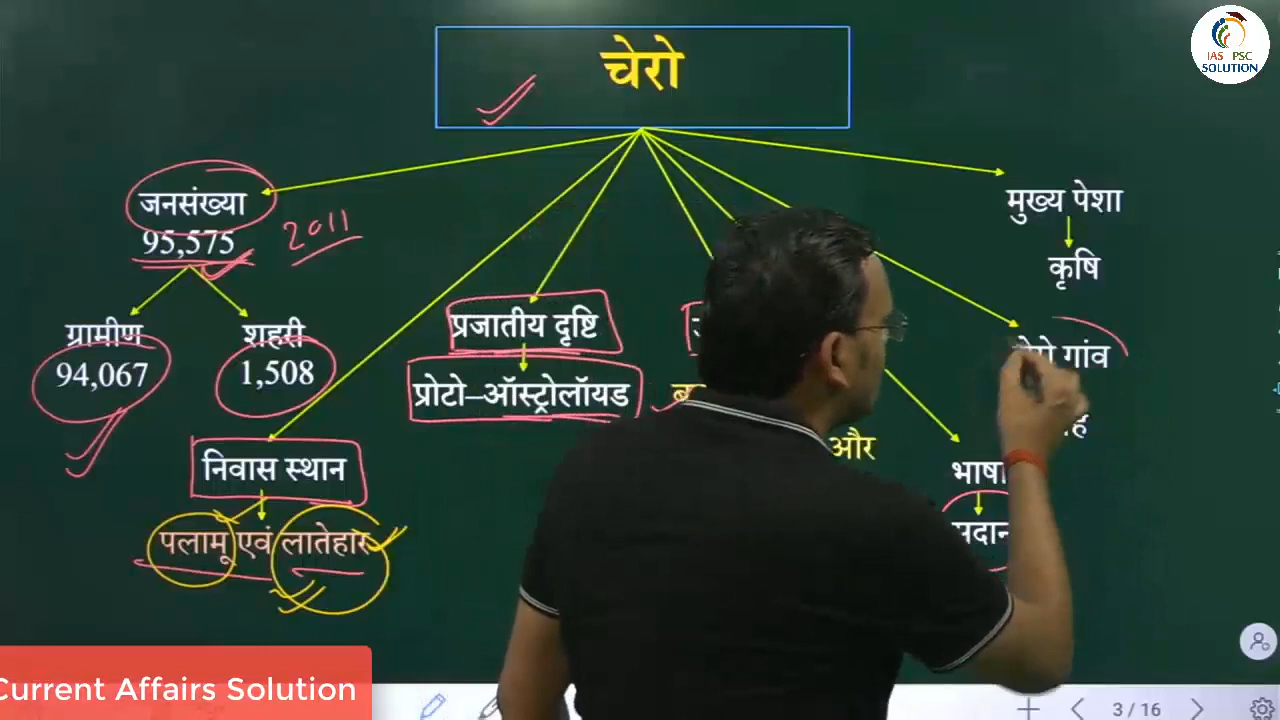 चेरो
IAS PSC
SOLUTION
जनसंख्या
95,575
2011
ग्रामीण
94,067
शहरी
1,508
निवास स्थान
पलामू एवं लातेहार
प्रजातीय दृष्टि
प्रोटो–ऑस्ट्रोलॉयड
और
भाषा
मुख्य पेशा
कृषि
गांव
Current Affairs Solution
3 / 16